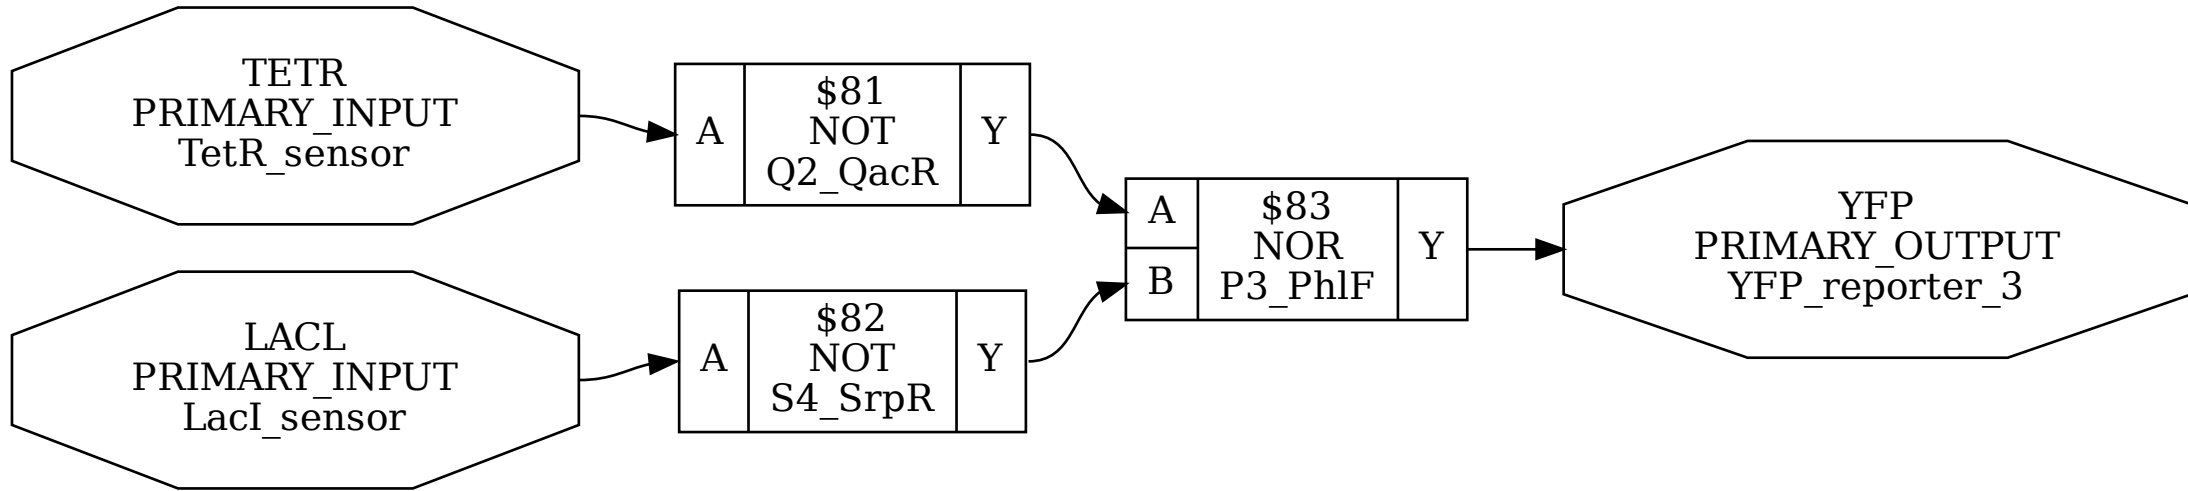 TETR
PRIMARY_INPUT
TetR_sensor
A
$81
NOT
Q2_QacR
Y
LACL
PRIMARY_INPUT
LacI_sensor
A
$82
NOT
S4_SrpR
Y
A
B
$83
NOR
P3_PhlF
Y
YFP
PRIMARY_OUTPUT
YFP_reporter_3